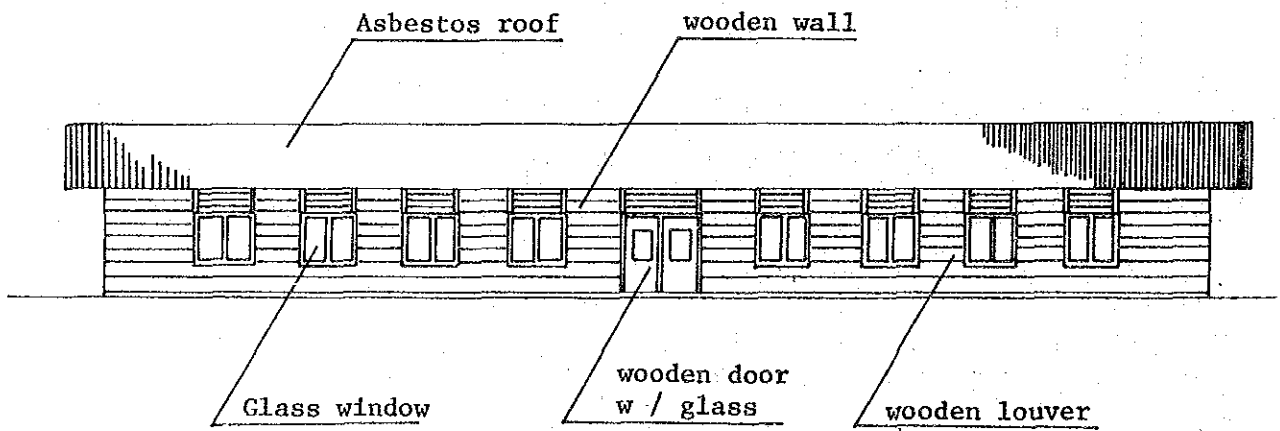 Asbestos roof
wooden wall
Glass window
wooden door
w / glass
wooden louver